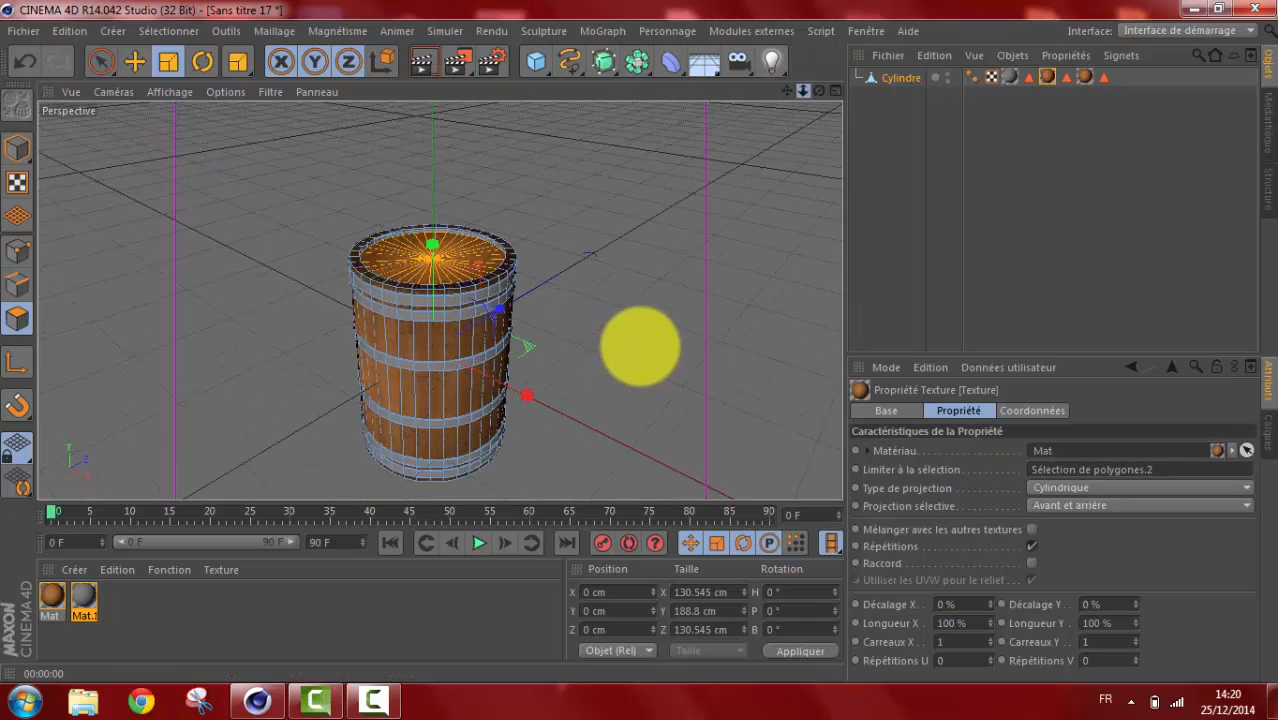 CINEMA 4D R14.042 Studio (32 Bit) - [Sans titre 17 *]
Fichier Edition Créer Sélectionner Outils Maillage Magnétisme Animer Simuler Rendu Sculpture MoGraph Personnage Modules externes Script Fenêtre Aide Interface: Interface de démarrage
X Y Z
Fichier Edition Vue Objets Propriétés Signets
Vue Caméras Affichage Options Filtre Panneau
Perspective
Cylindre
Objets
Médiathèque
Structure
Y
Z
X
Mode Edition Données utilisateur
Propriété Texture [Texture]
Base Propriété Coordonnées
Caractéristiques de la Propriété
Matériau Mat
Limiter à la sélection Sélection de polygones.2
Type de projection Cylindrique
Projection sélective Avant et arrière
Mélanger avec les autres textures
Répétitions
Raccord
Utiliser les UVW pour le relief
Décalage X 0 % Décalage Y 0 %
Longueur X 100 % Longueur Y 100 %
Carreaux X 1 Carreaux Y 1
Répétitions U 0 Répétitions V 0
Attributs
Calques
0 5 10 15 20 25 30 35 40 45 50 55 60 65 70 75 80 85 90 0 F
0 F 0 F 90 F 90 F
P
Créer Edition Fonction Texture
Mat Mat.1
Position Taille Rotation
X 0 cm X 130.545 cm H 0 °
Y 0 cm Y 188.8 cm P 0 °
Z 0 cm Z 130.545 cm B 0 °
Objet (Rel) Taille Appliquer
MAXON CINEMA 4D
00:00:00
FR
14:20
25/12/2014